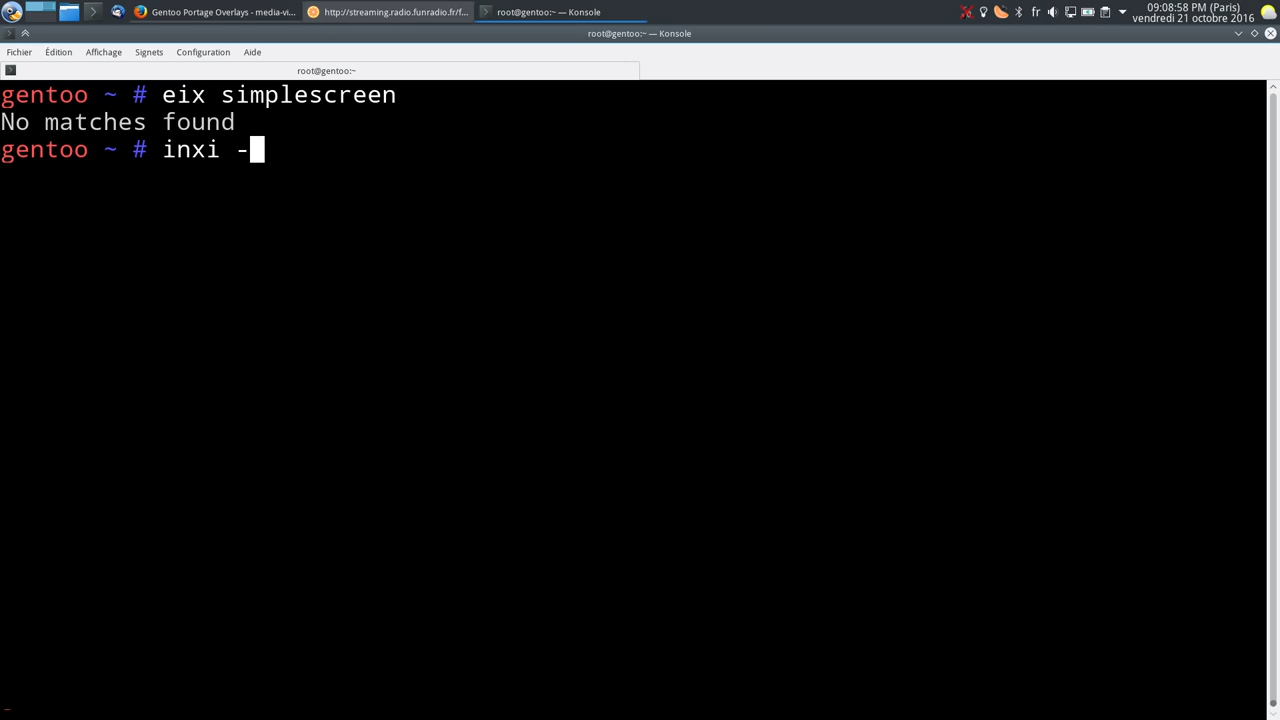 Gentoo Portage Overlays - media-vi...
http://streaming.radio.funradio.fr/f...
root@gentoo:~ — Konsole
fr
09:08:58 (Paris)
vendredi 21 octobre 2016
root@gentoo:~ — Konsole
Fichier Édition Affichage Signets Configuration Aide
root@gentoo:~
gentoo ~ # eix simplescreen
No matches found
gentoo ~ # inxi -